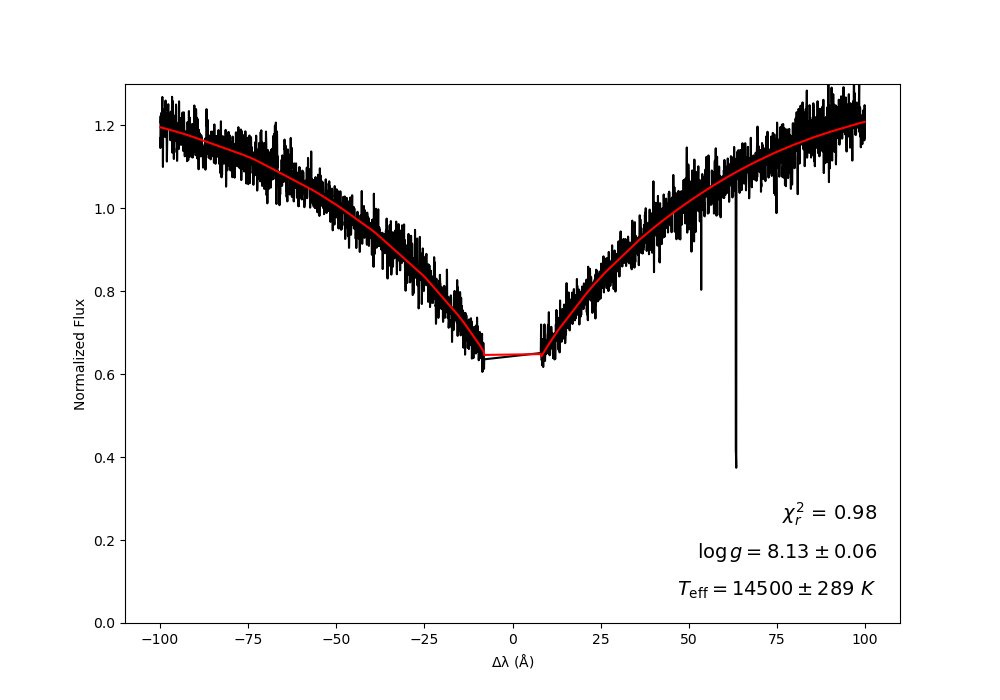 1.2
1.0
0.8
0.6
0.4
0.2
0.0
Normalized Flux
χ²ᵣ = 0.98
log g = 8.13 ± 0.06
T_eff = 14500 ± 289 K
−100 −75 −50 −25 0 25 50 75 100
Δλ (Å)